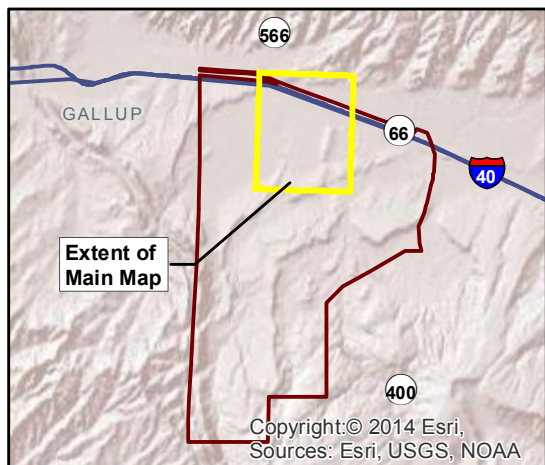 566
GALLUP
66
40
Extent of
Main Map
400
Copyright:© 2014 Esri,
Sources: Esri, USGS, NOAA